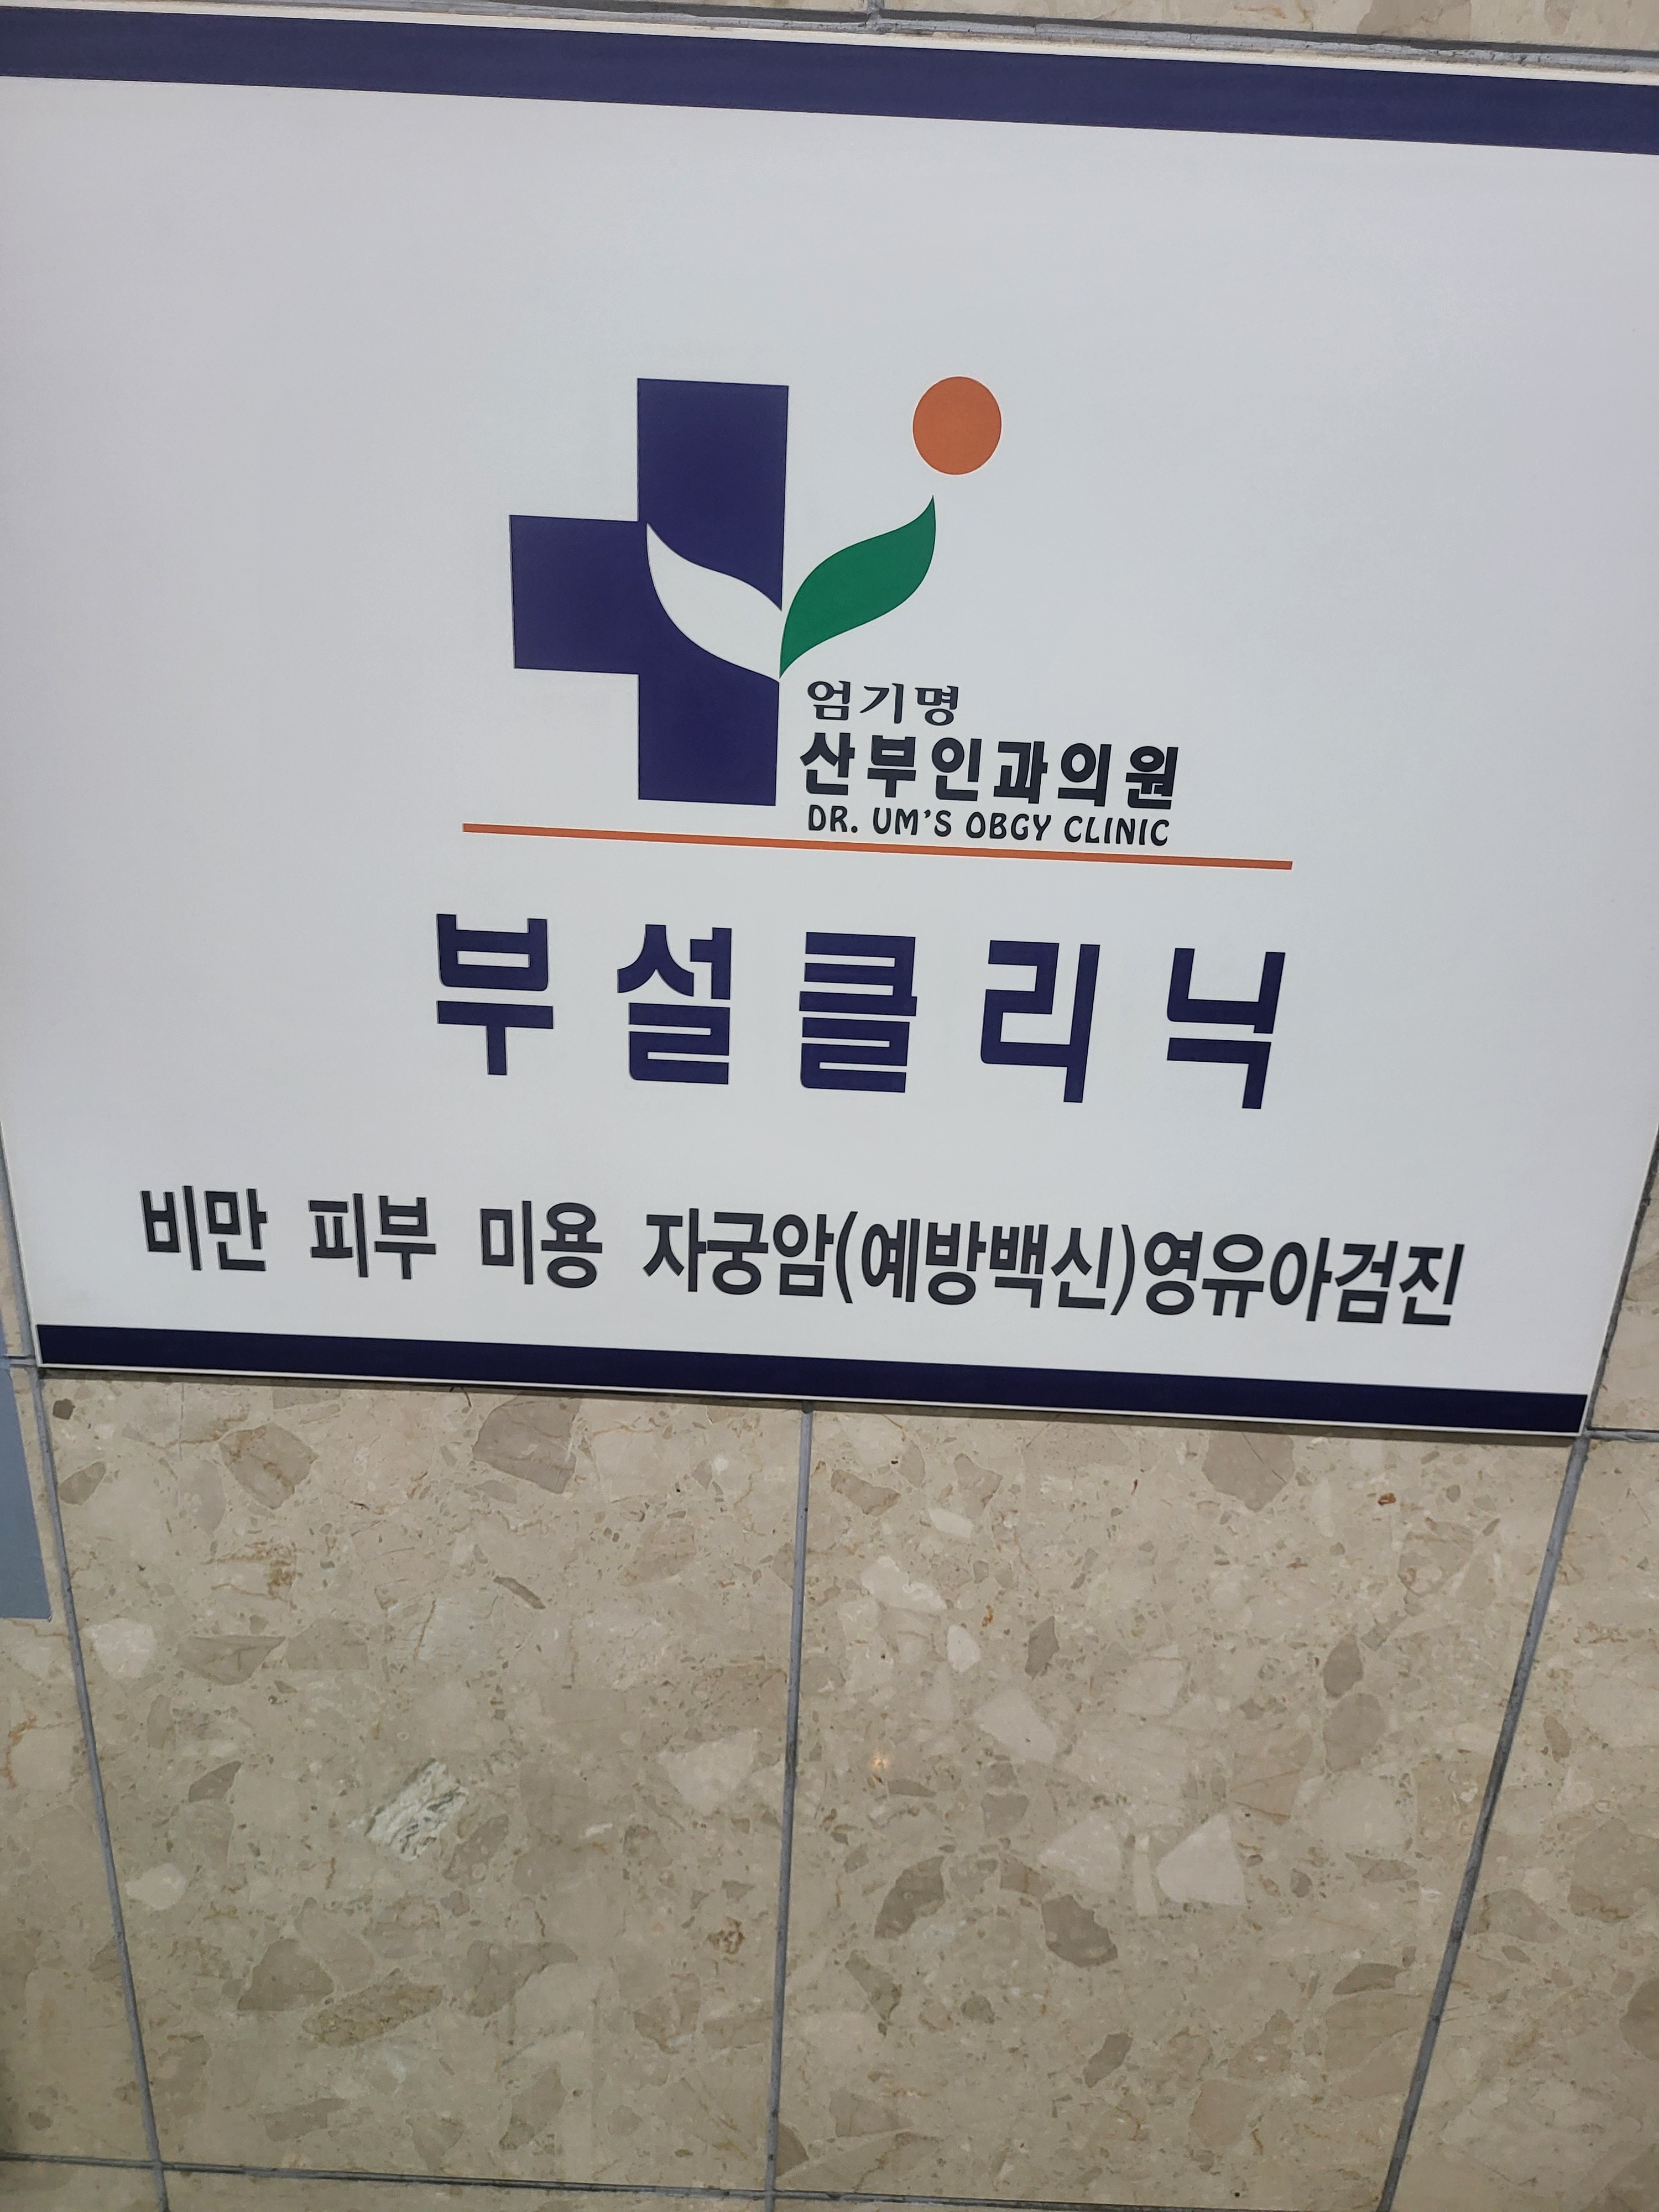 엄기명
산부인과의원
DR. UM'S OBGY CLINIC
부설클리닉
비만 피부 미용 자궁암(예방백신)영유아검진